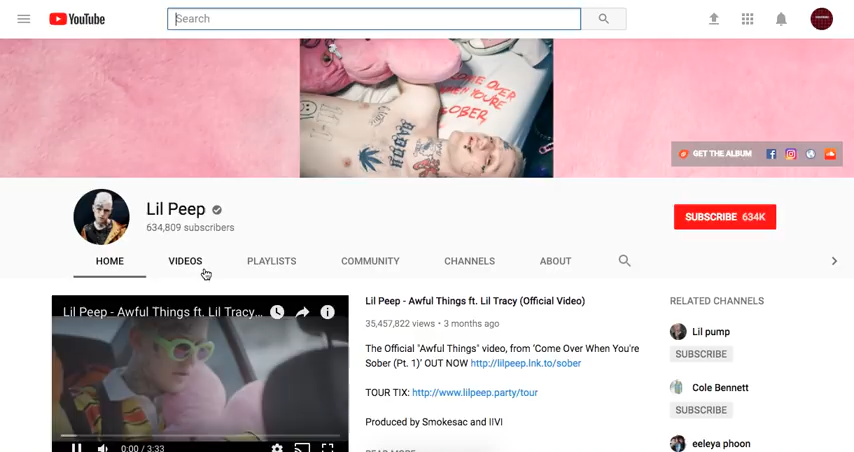 YouTube
Search
COME OVER
WHEN YOU'RE
SOBER
GET THE ALBUM
Lil Peep
634,809 subscribers
SUBSCRIBE 634K
HOME
VIDEOS
PLAYLISTS
COMMUNITY
CHANNELS
ABOUT
Lil Peep - Awful Things ft. Lil Tracy...
0:00 / 3:33
Lil Peep - Awful Things ft. Lil Tracy (Official Video)
35,457,822 views • 3 months ago
The Official "Awful Things" video, from 'Come Over When You're
Sober (Pt. 1)' OUT NOW http://lilpeep.lnk.to/sober
TOUR TIX: http://www.lilpeep.party/tour
Produced by Smokesac and IIVI
READ MORE
RELATED CHANNELS
Lil pump
SUBSCRIBE
Cole Bennett
SUBSCRIBE
eeleya phoon